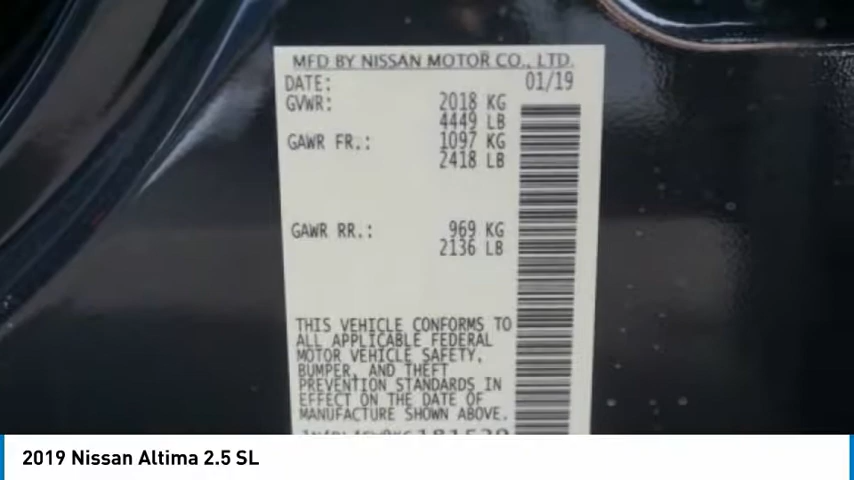 MFD BY NISSAN MOTOR CO., LTD.
DATE: 01/19
GVWR: 2018 KG
4449 LB
GAWR FR.: 1097 KG
2418 LB
GAWR RR.: 969 KG
2136 LB
THIS VEHICLE CONFORMS TO
ALL APPLICABLE FEDERAL
MOTOR VEHICLE SAFETY,
BUMPER, AND THEFT
PREVENTION STANDARDS IN
EFFECT ON THE DATE OF
MANUFACTURE SHOWN ABOVE.
2019 Nissan Altima 2.5 SL